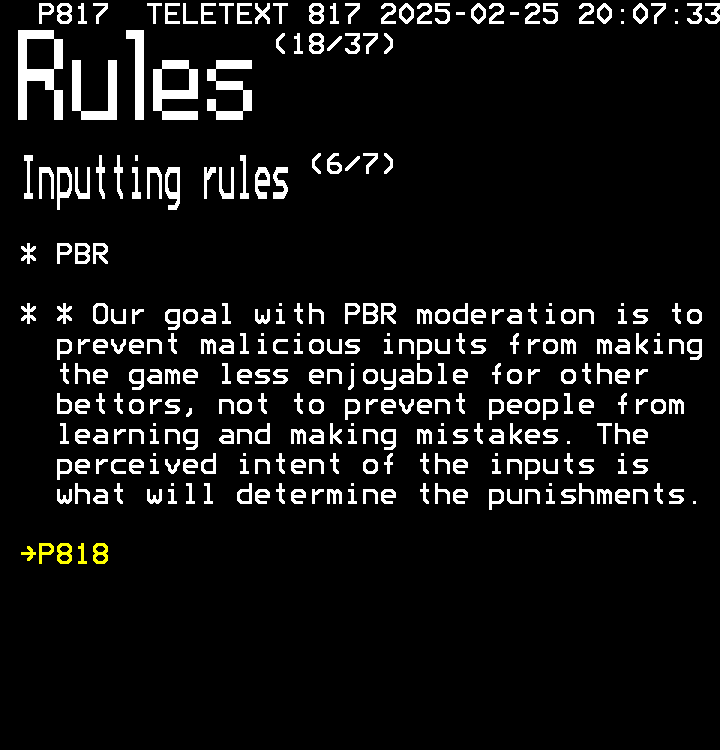 P817  TELETEXT 817 2025-02-25 20:07:33
Rules (18/37)
Inputting rules (6/7)
* PBR
* * Our goal with PBR moderation is to
prevent malicious inputs from making
the game less enjoyable for other
bettors, not to prevent people from
learning and making mistakes. The
perceived intent of the inputs is
what will determine the punishments.
→P818